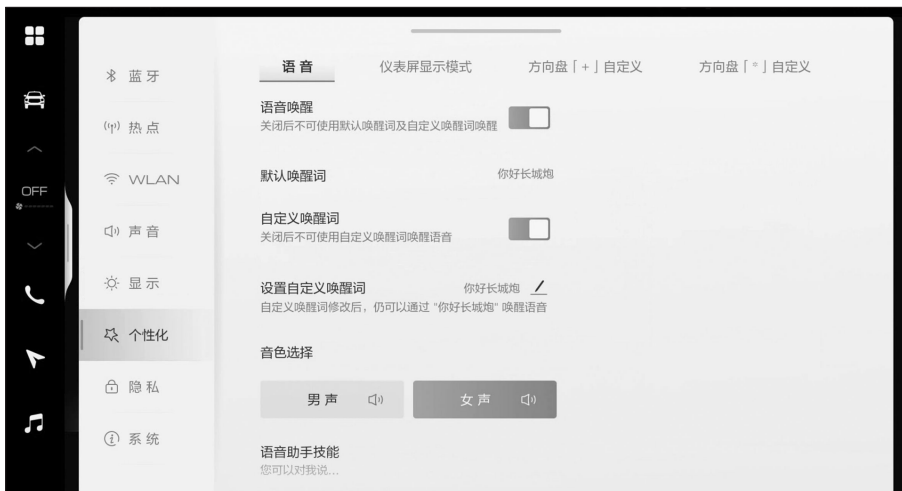 OFF
蓝牙
热点
WLAN
声音
显示
个性化
隐私
系统
语音
仪表屏显示模式
方向盘「+」自定义
方向盘「*」自定义
语音唤醒
关闭后不可使用默认唤醒词及自定义唤醒词唤醒
默认唤醒词
你好长城炮
自定义唤醒词
关闭后不可使用自定义唤醒词唤醒语音
设置自定义唤醒词
你好长城炮
自定义唤醒词修改后，仍可以通过 "你好长城炮" 唤醒语音
音色选择
男声
女声
语音助手技能
您可以对我说...